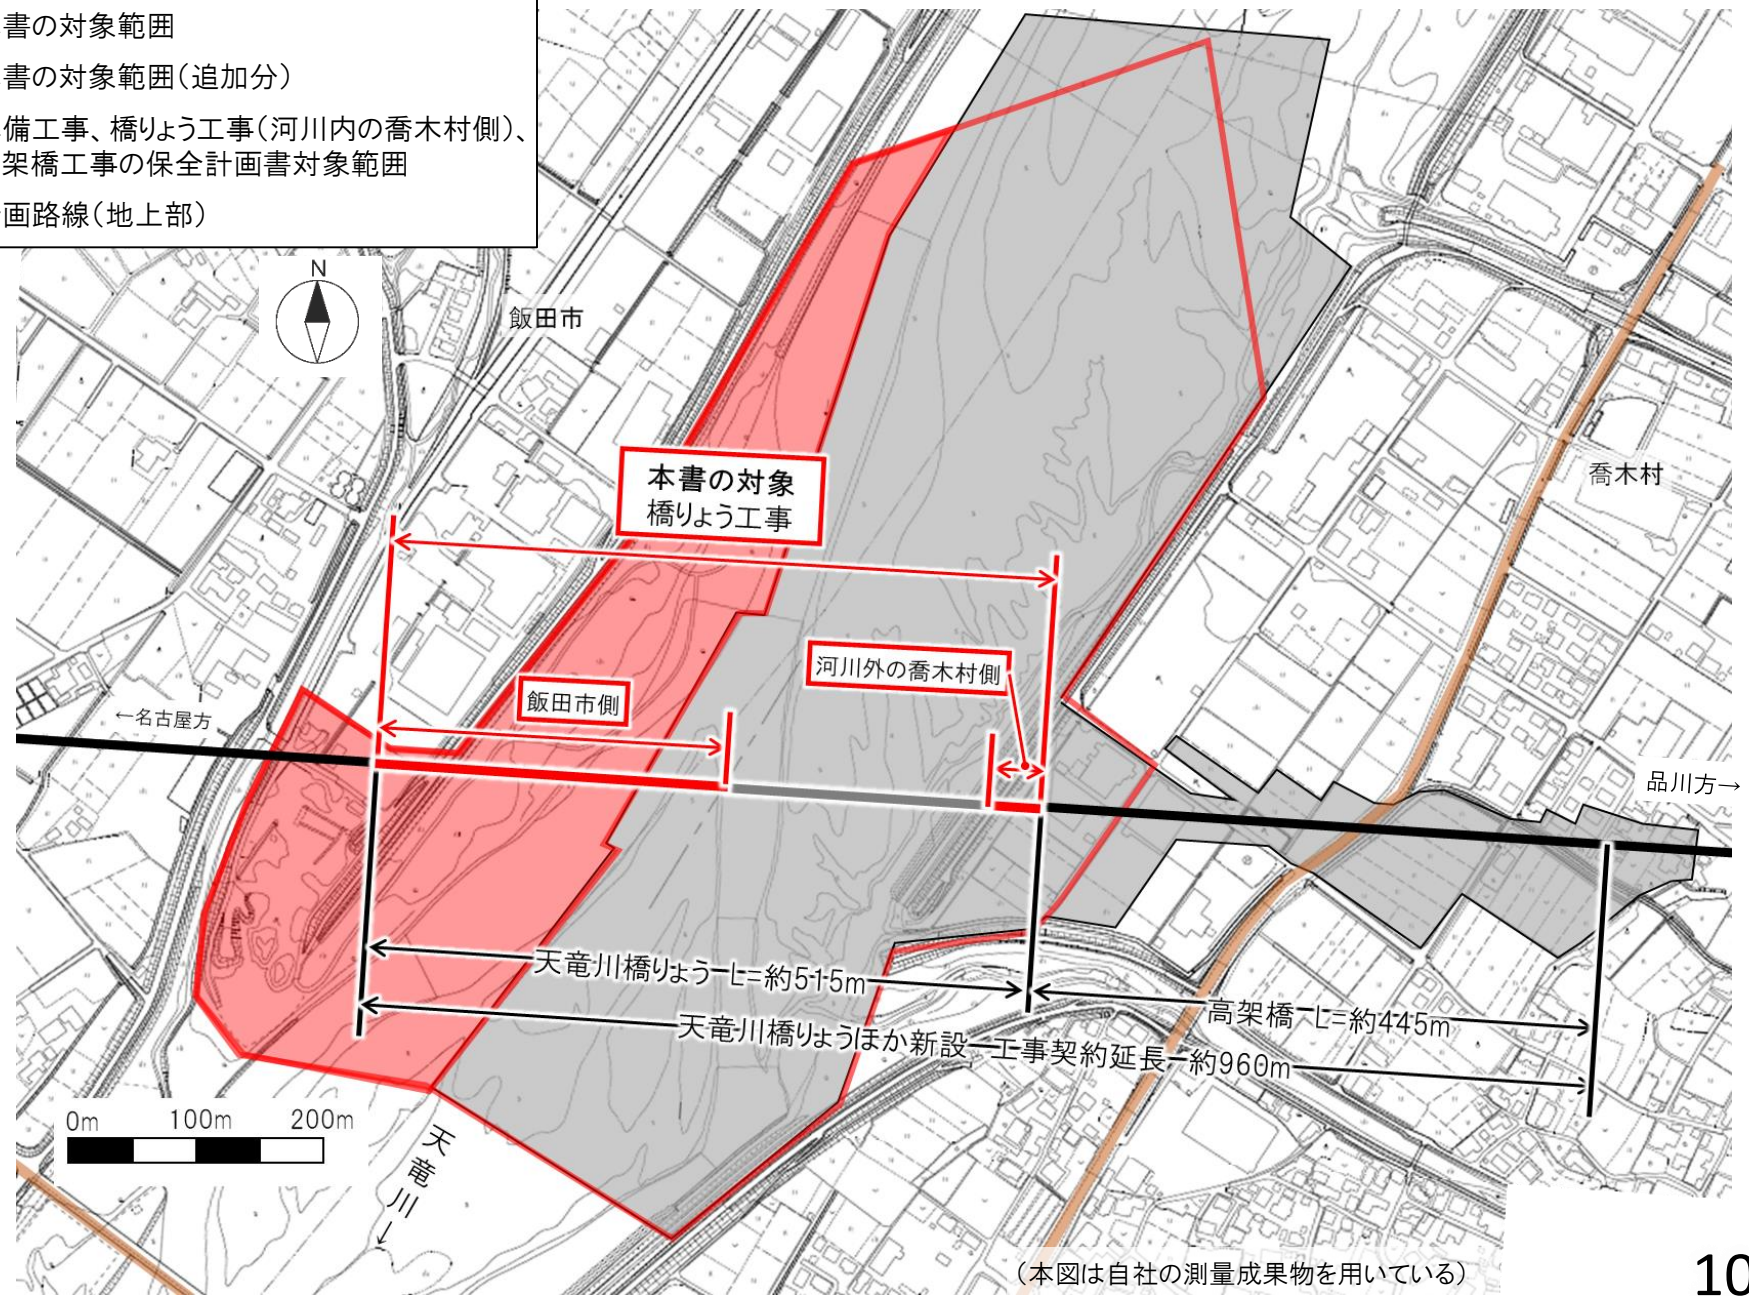 書の対象範囲
書の対象範囲（追加分）
備工事、橋りょう工事（河川内の喬木村側）、
架橋工事の保全計画書対象範囲
画路線（地上部）
N
飯田市
喬木村
本書の対象
橋りょう工事
河川外の喬木村側
飯田市側
←名古屋方
品川方→
天竜川橋りょう L=約515m
高架橋 L=約445m
天竜川橋りょうほか新設 工事契約延長 約960m
0m 100m 200m
天竜川→
（本図は自社の測量成果物を用いている）
10